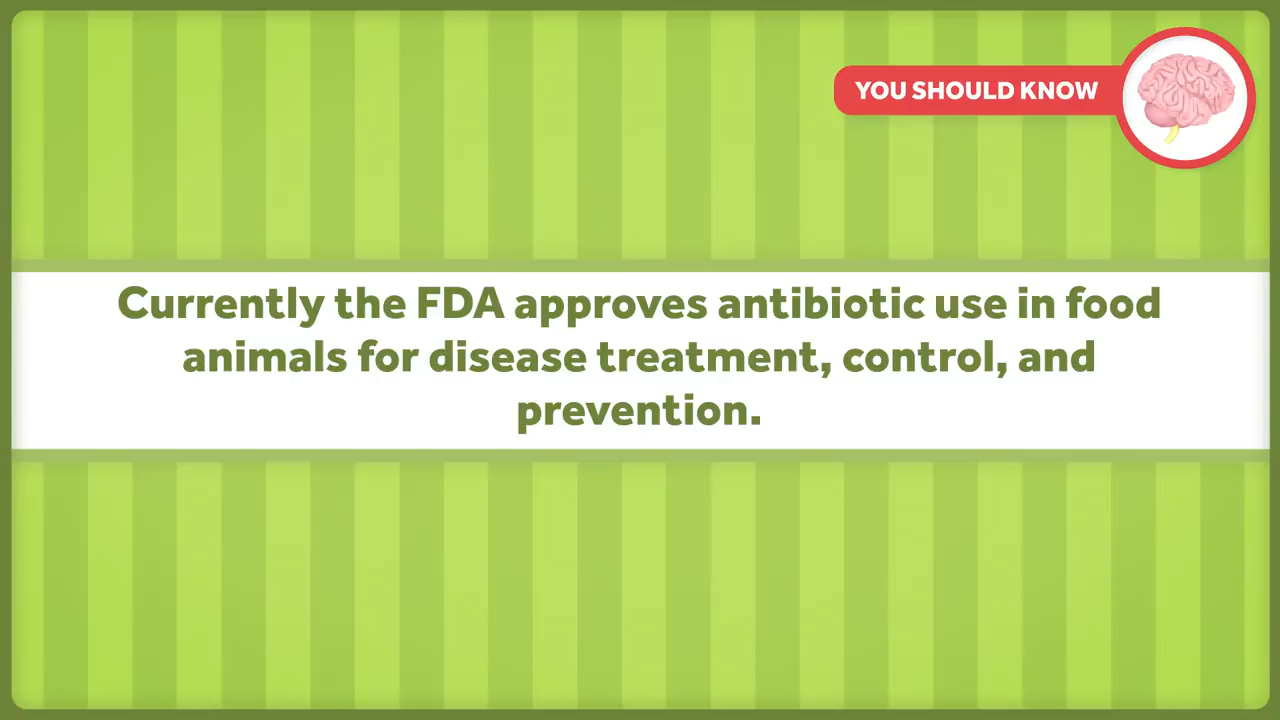 YOU SHOULD KNOW
Currently the FDA approves antibiotic use in food
animals for disease treatment, control, and
prevention.